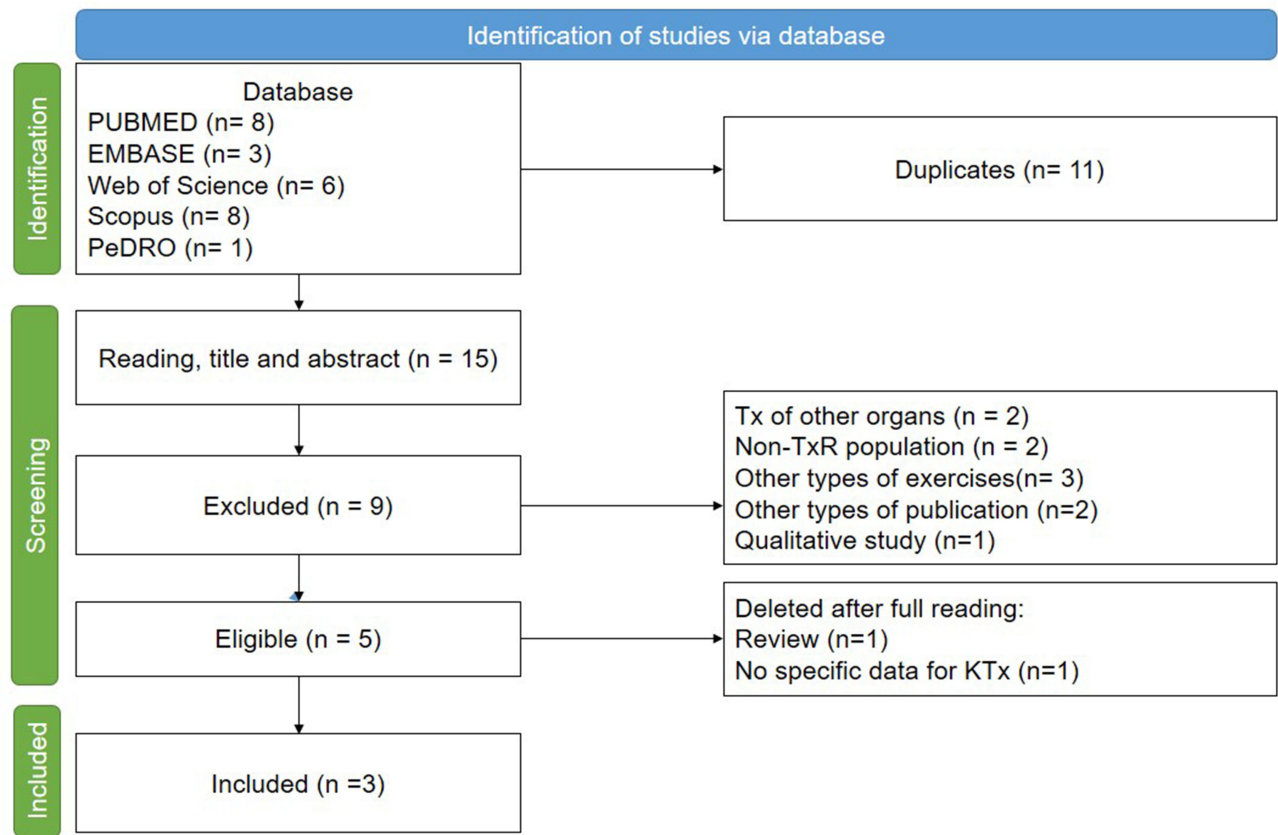 Identification of studies via database
Identification
Database
PUBMED (n= 8)
EMBASE (n= 3)
Web of Science (n= 6)
Scopus (n= 8)
PeDRO (n= 1)
Duplicates (n= 11)
Screening
Reading, title and abstract (n = 15)
Excluded (n = 9)
Tx of other organs (n = 2)
Non-TxR population (n = 2)
Other types of exercises(n= 3)
Other types of publication (n=2)
Qualitative study (n=1)
Eligible (n = 5)
Deleted after full reading:
Review (n=1)
No specific data for KTx (n=1)
Included
Included (n =3)